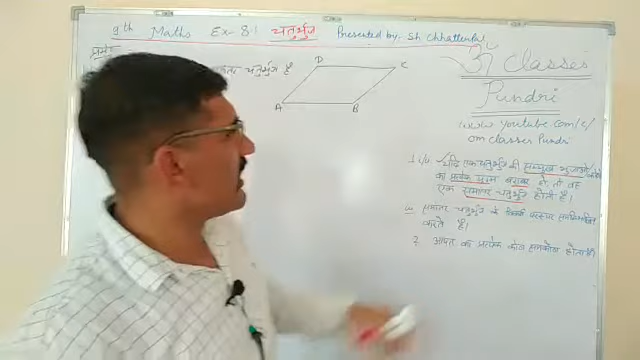 9th Maths Ex-8.1 चतुर्भुज Presented by:- Sh Chhattenlal
ॐ Classes
Pundri
www.youtube.com/c/
om classes Pundri
D C
A B
चतुर्भुज है
यदि एक चतुर्भुज की सम्मुख भुजाओं
का प्रत्येक युग्म बराबर हो, तो वह
एक समांतर चतुर्भुज होता है।
समांतर चतुर्भुज के विकर्ण परस्पर समद्विभाजित
करते हैं।
2. आयत का प्रत्येक कोण समकोण होता है।